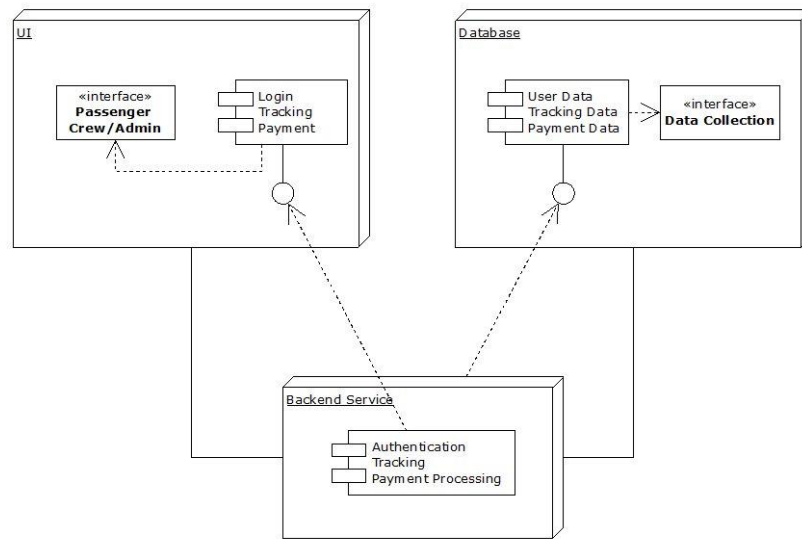 UI
«interface»
Passenger
Crew/Admin
Login
Tracking
Payment
Database
User Data
Tracking Data
Payment Data
«interface»
Data Collection
Backend Service
Authentication
Tracking
Payment Processing